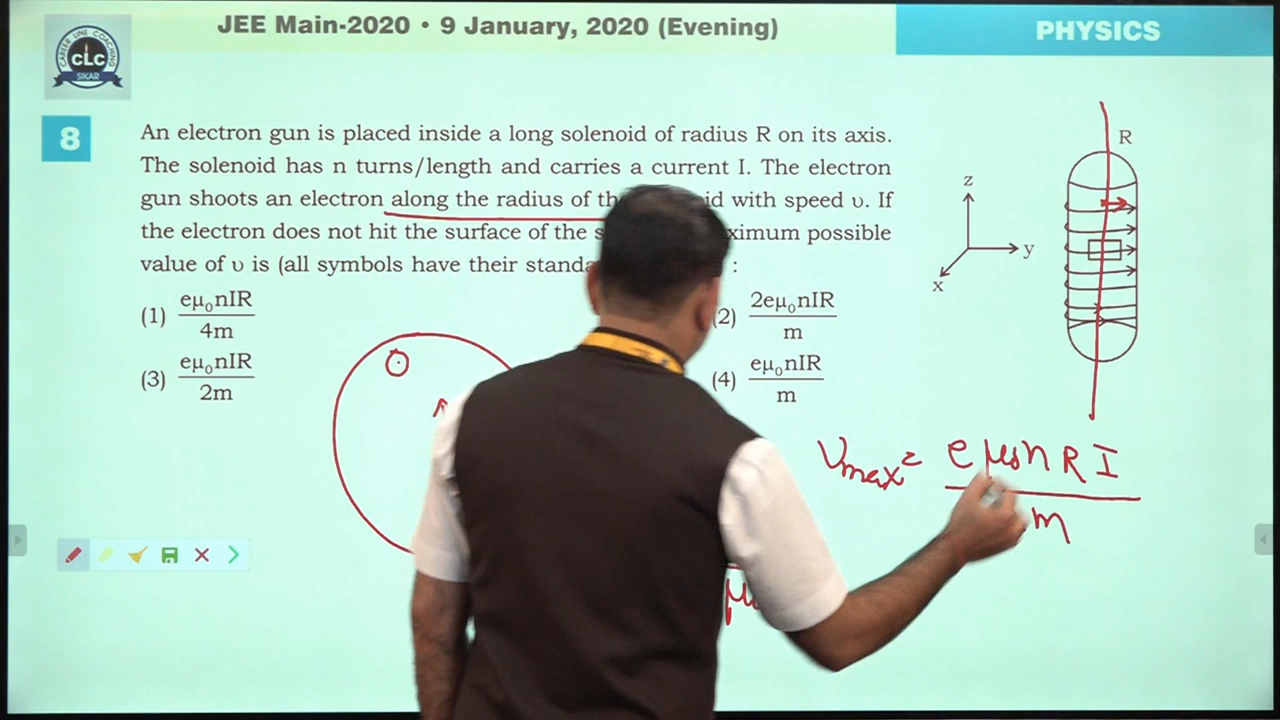 JEE Main-2020 • 9 January, 2020 (Evening)
PHYSICS
CAREER LINE COACHING
CLC
SIKAR
8
An electron gun is placed inside a long solenoid of radius R on its axis.
The solenoid has n turns/length and carries a current I. The electron
gun shoots an electron along the radius of th id with speed υ. If
the electron does not hit the surface of the s ximum possible
value of υ is (all symbols have their standa :
(1) eμ₀nIR
4m
(2) 2eμ₀nIR
m
(3) eμ₀nIR
2m
(4) eμ₀nIR
m
R
z
y
x
Vmax = eμ₀nRI
m